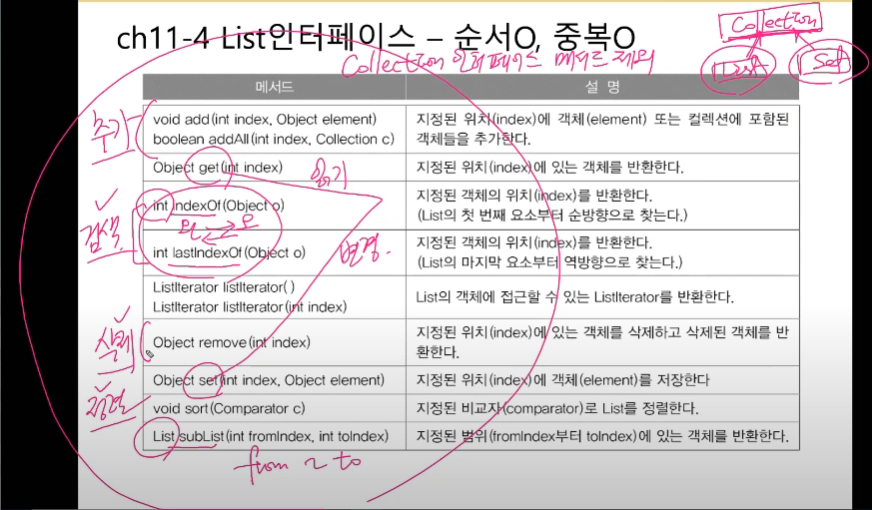 ch11-4 List인터페이스 – 순서O, 중복O
Collection
List
Set
Collection 인터페이스 메서드 제외
메서드
설 명
추가
void add(int index, Object element)
boolean addAll(int index, Collection c)
지정된 위치(index)에 객체(element) 또는 컬렉션에 포함된
객체들을 추가한다.
Object get(int index)
읽기
지정된 위치(index)에 있는 객체를 반환한다.
검색
int indexOf(Object o)
지정된 객체의 위치(index)를 반환한다.
(List의 첫 번째 요소부터 순방향으로 찾는다.)
왼 오
int lastIndexOf(Object o)
변경
지정된 객체의 위치(index)를 반환한다.
(List의 마지막 요소부터 역방향으로 찾는다.)
ListIterator listIterator( )
ListIterator listIterator(int index)
List의 객체에 접근할 수 있는 ListIterator를 반환한다.
삭제
Object remove(int index)
지정된 위치(index)에 있는 객체를 삭제하고 삭제된 객체를 반
환한다.
Object set(int index, Object element)
지정된 위치(index)에 객체(element)를 저장한다
정렬
void sort(Comparator c)
지정된 비교자(comparator)로 List를 정렬한다.
List subList(int fromIndex, int toIndex)
지정된 범위(fromIndex부터 toIndex)에 있는 객체를 반환한다.
from ~ to